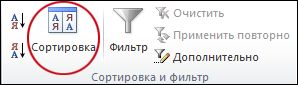 А
Я
Я
А
А Я
Я А
Сортировка
Фильтр
Очистить
Применить повторно
Дополнительно
Сортировка и фильтр